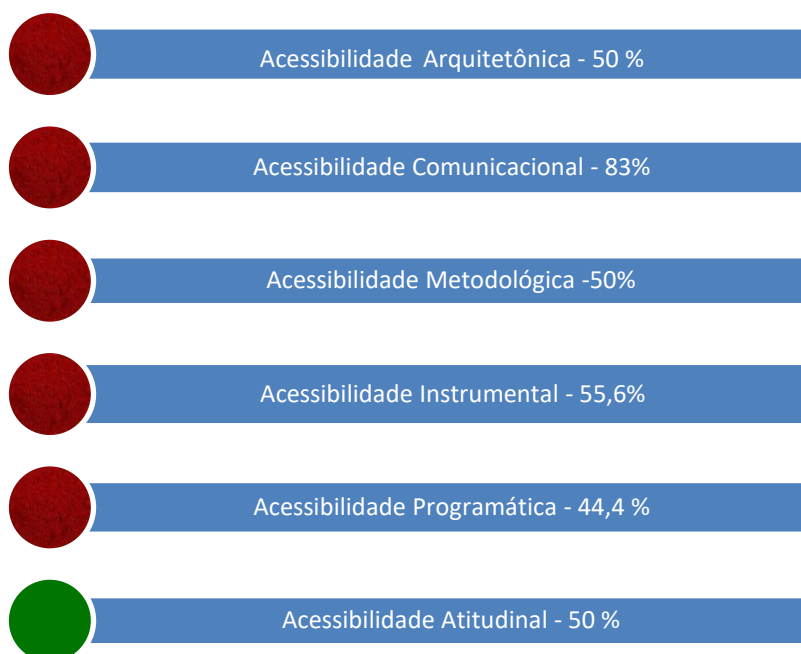 Acessibilidade Arquitetônica - 50 %
Acessibilidade Comunicacional - 83%
Acessibilidade Metodológica -50%
Acessibilidade Instrumental - 55,6%
Acessibilidade Programática - 44,4 %
Acessibilidade Atitudinal - 50 %